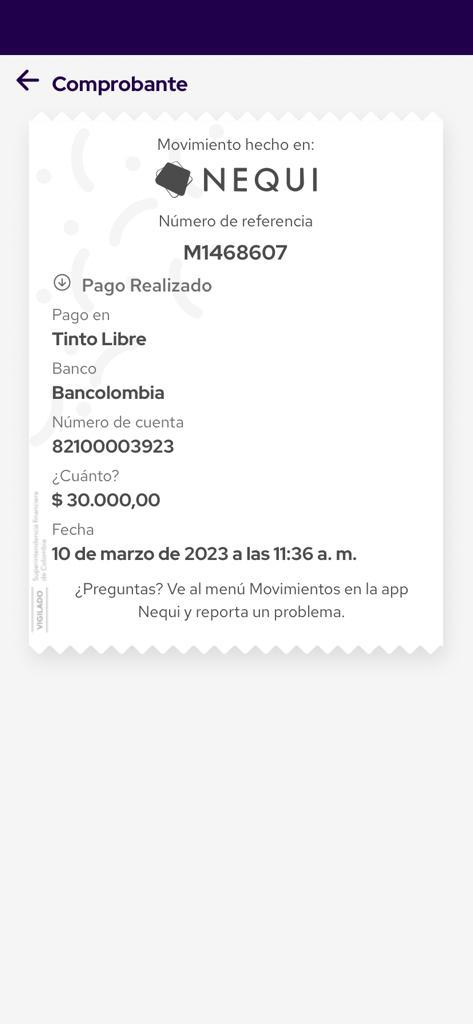 Comprobante
Movimiento hecho en:
NEQUI
Número de referencia
M1468607
Pago Realizado
Pago en
Tinto Libre
Banco
Bancolombia
Número de cuenta
82100003923
¿Cuánto?
$ 30.000,00
Fecha
10 de marzo de 2023 a las 11:36 a. m.
¿Preguntas? Ve al menú Movimientos en la app
Nequi y reporta un problema.
VIGILADO
Superintendencia Financiera
de Colombia